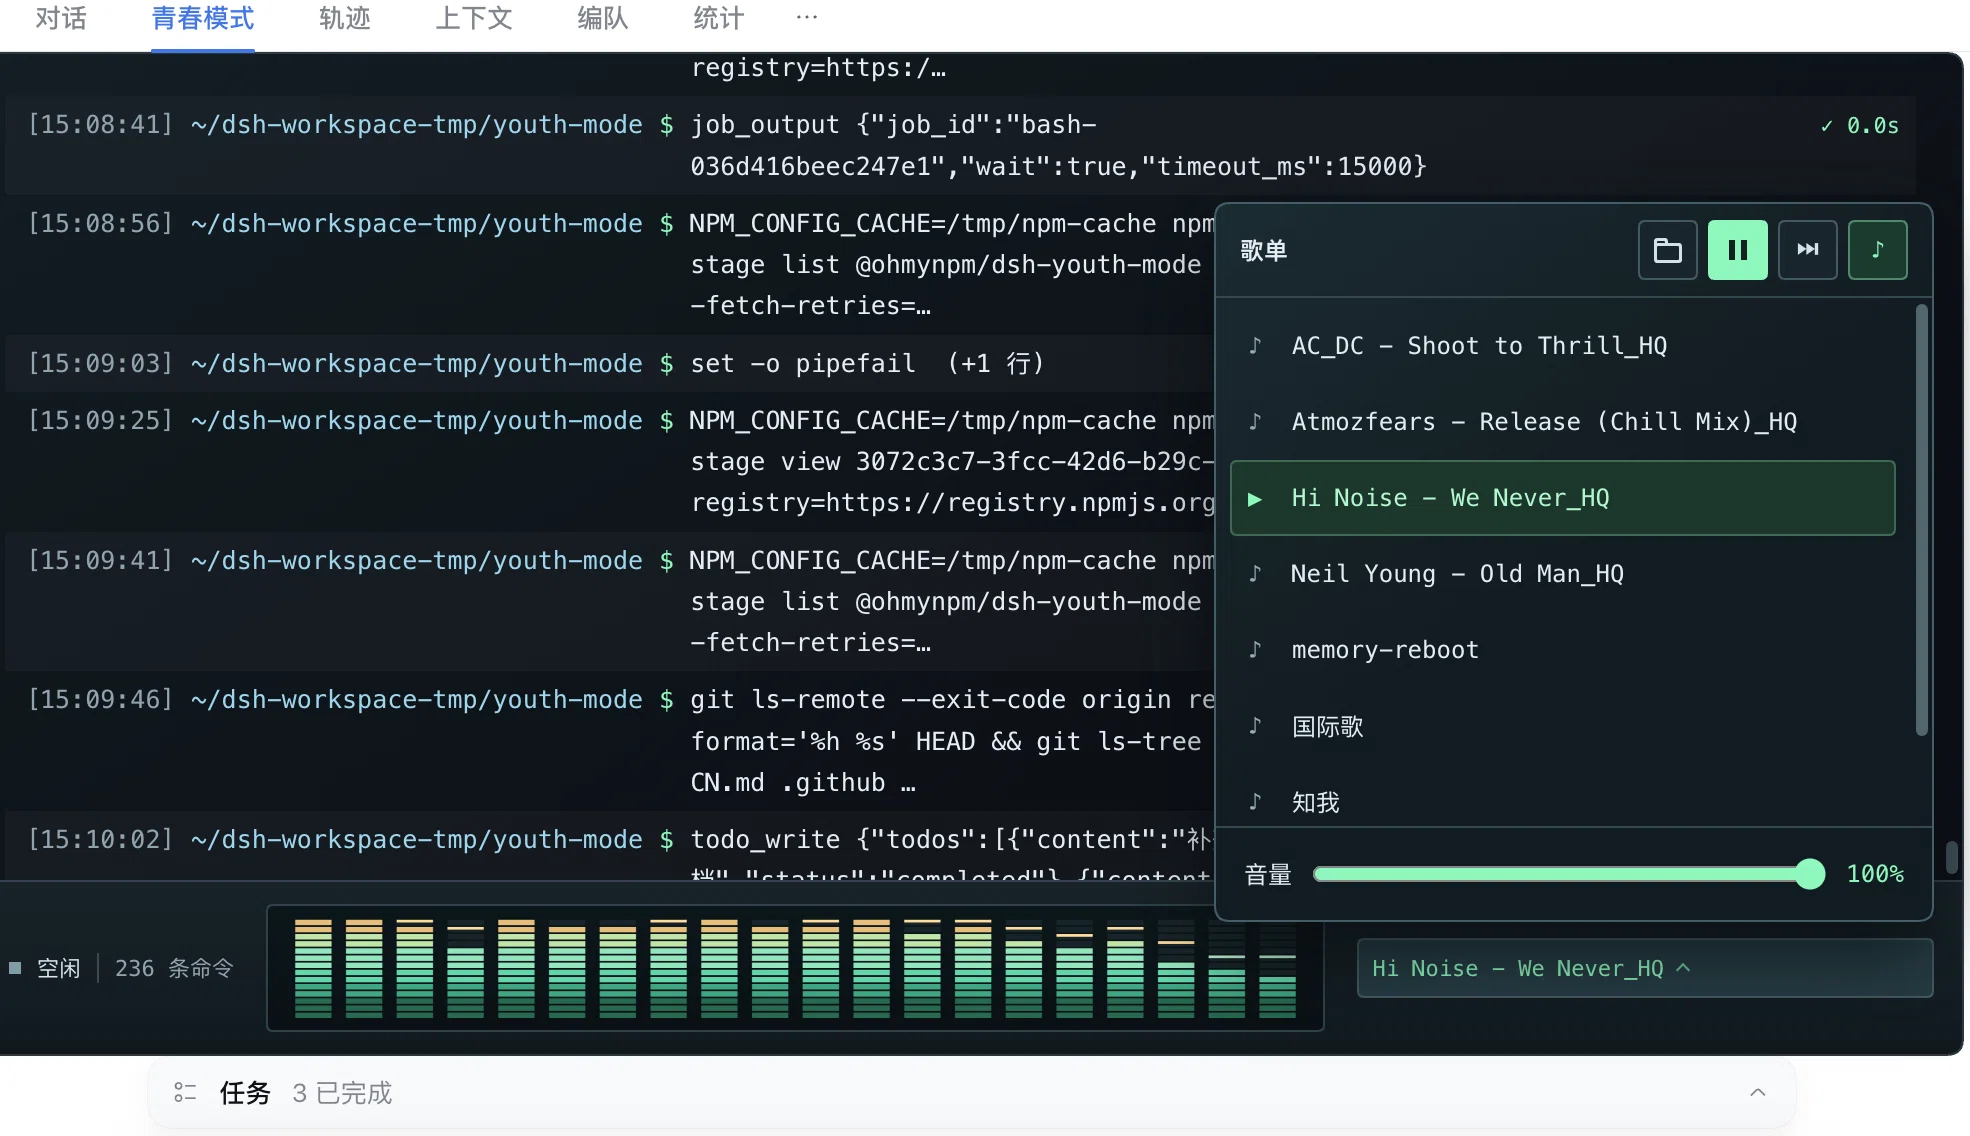 对话 青春模式 轨迹 上下文 编队 统计 ···
registry=https:/…
[15:08:41] ~/dsh-workspace-tmp/youth-mode $ job_output {"job_id":"bash- ✓ 0.0s
036d416beec247e1","wait":true,"timeout_ms":15000}
[15:08:56] ~/dsh-workspace-tmp/youth-mode $ NPM_CONFIG_CACHE=/tmp/npm-cache npm
stage list @ohmynpm/dsh-youth-mode
-fetch-retries=…
[15:09:03] ~/dsh-workspace-tmp/youth-mode $ set -o pipefail (+1 行)
[15:09:25] ~/dsh-workspace-tmp/youth-mode $ NPM_CONFIG_CACHE=/tmp/npm-cache npm
stage view 3072c3c7-3fcc-42d6-b29c-
registry=https://registry.npmjs.org
[15:09:41] ~/dsh-workspace-tmp/youth-mode $ NPM_CONFIG_CACHE=/tmp/npm-cache npm
stage list @ohmynpm/dsh-youth-mode
-fetch-retries=…
[15:09:46] ~/dsh-workspace-tmp/youth-mode $ git ls-remote --exit-code origin re
format='%h %s' HEAD && git ls-tree
CN.md .github …
[15:10:02] ~/dsh-workspace-tmp/youth-mode $ todo_write {"todos":[{"content":"补
档","status":"completed"},{"content
歌单
AC_DC - Shoot to Thrill_HQ
Atmozfears - Release (Chill Mix)_HQ
Hi Noise - We Never_HQ
Neil Young - Old Man_HQ
memory-reboot
国际歌
知我
音量 100%
空闲 236 条命令
Hi Noise - We Never_HQ
任务 3 已完成